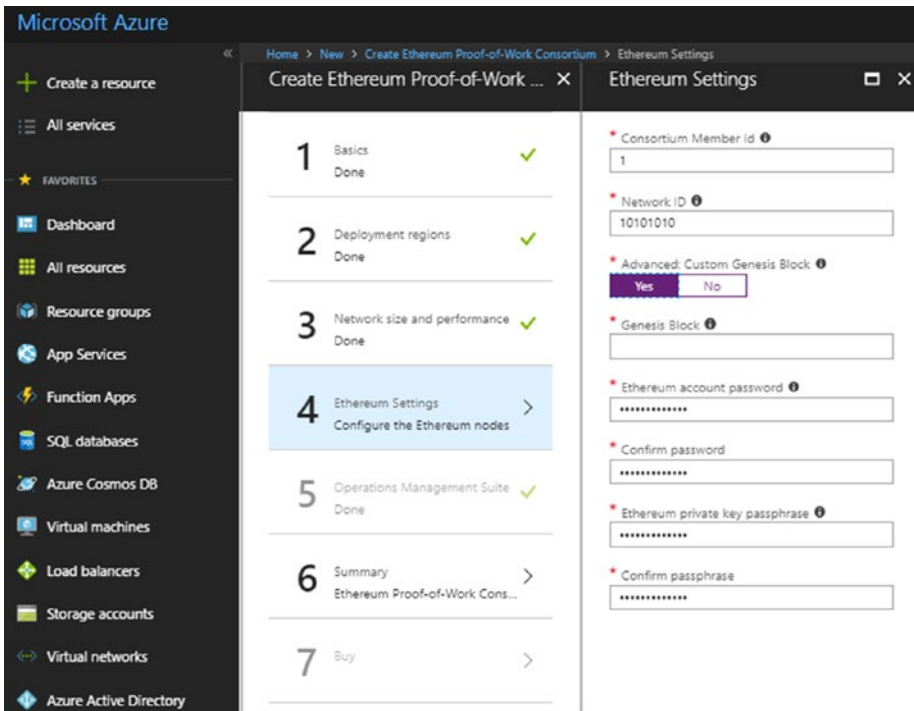 Microsoft Azure
«
Home > New > Create Ethereum Proof-of-Work Consortium > Ethereum Settings
Create a resource
All services
FAVORITES
Dashboard
All resources
Resource groups
App Services
Function Apps
SQL databases
Azure Cosmos DB
Virtual machines
Load balancers
Storage accounts
Virtual networks
Azure Active Directory
Create Ethereum Proof-of-Work ...
1 Basics
Done
2 Deployment regions
Done
3 Network size and performance
Done
4 Ethereum Settings
Configure the Ethereum nodes
5 Operations Management Suite
Done
6 Summary
Ethereum Proof-of-Work Cons...
7 Buy
Ethereum Settings
* Consortium Member Id
1
* Network ID
10101010
* Advanced: Custom Genesis Block
Yes No
* Genesis Block
* Ethereum account password
•••••••••••••
* Confirm password
•••••••••••••
* Ethereum private key passphrase
•••••••••••••
* Confirm passphrase
•••••••••••••